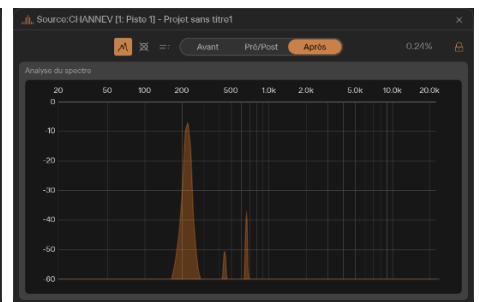 Source:CHANNEV [1: Pisto 1] - Projet sans titre1
Avant Pré/Post Après 0.24%
Analyse du spectre
20 50 100 200 500 1.0k 2.0k 5.0k 10.0k 20.0k
0
-10
-20
-30
-40
-50
-60